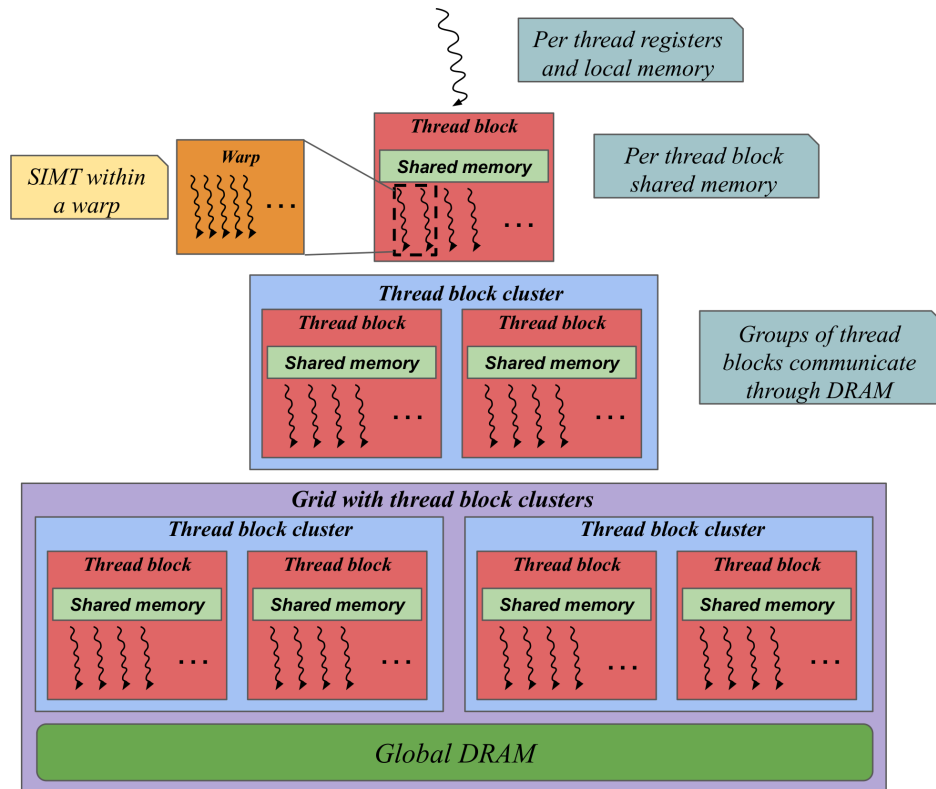 Per thread registers
and local memory
Thread block
Shared memory
. . .
Warp
. . .
SIMT within
a warp
Per thread block
shared memory
Thread block cluster
Thread block
Shared memory
. . .
Thread block
Shared memory
. . .
Groups of thread
blocks communicate
through DRAM
Grid with thread block clusters
Thread block cluster
Thread block
Shared memory
. . .
Thread block
Shared memory
. . .
Thread block cluster
Thread block
Shared memory
. . .
Thread block
Shared memory
. . .
Global DRAM